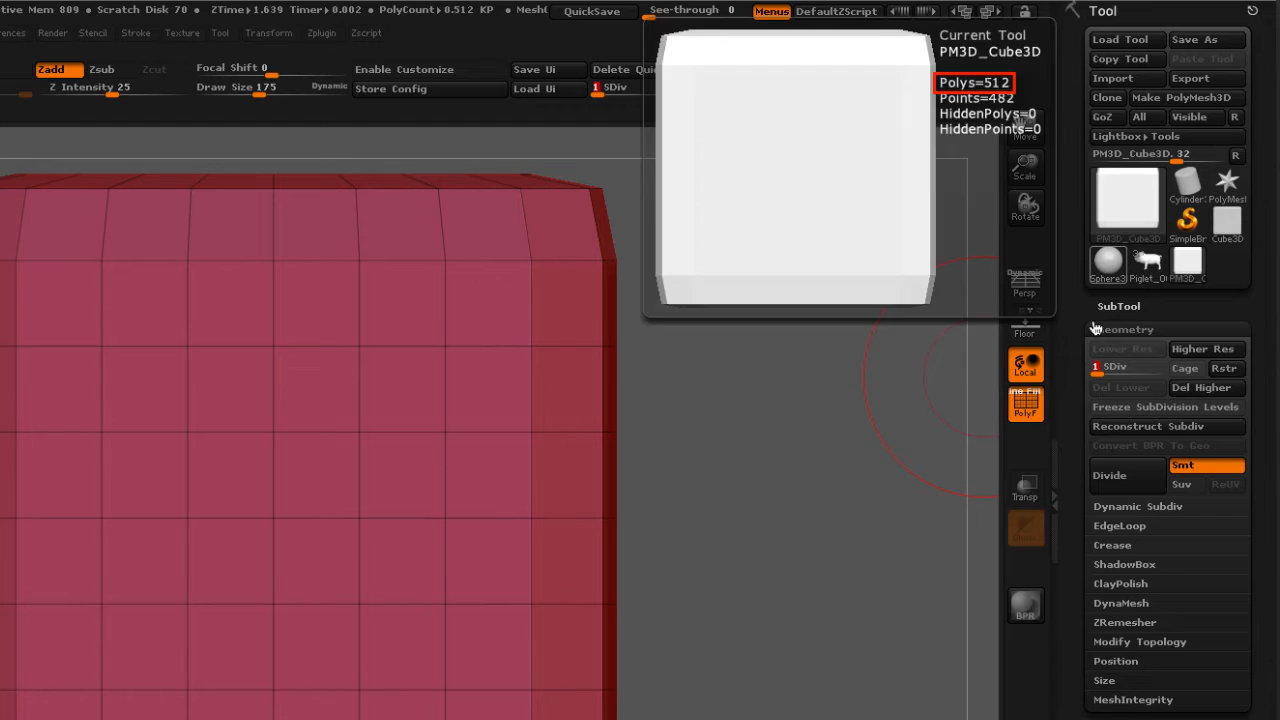 tive Mem 809 ● Scratch Disk 70 ● ZTime▸1.639 Timer▸0.002 ● PolyCount▸0.512 KP ● Mesh(
QuickSave
See-through 0
Menus
DefaultZScript
Tool
rences
Render
Stencil
Stroke
Texture
Tool
Transform
Zplugin
Zscript
Current Tool
PM3D_Cube3D
Polys=512
Points=482
HiddenPolys=0
HiddenPoints=0
Load Tool
Save As
Copy Tool
Paste Tool
Import
Export
Clone
Make PolyMesh3D
GoZ
All
Visible
R
Lightbox▸Tools
PM3D_Cube3D. 32
R
Zadd
Zsub
Zcut
Focal Shift 0
Enable Customize
Save Ui
Delete Qu
Z Intensity 25
Draw Size 175
Dynamic
Store Config
Load Ui
1 SDiv
Move
Scale
Rotate
Dynamic
Persp
Floor
Local
PolyF
Transp
BPR
Cylinder
PolyMes
PM3D_Cube3D
SimpleBr
Cube3D
Sphere3
3
Piglet_O
PM3D_C
SubTool
eometry
Lower Res
Higher Res
1 SDiv
Cage
Rstr
Del Lower
Del Higher
Freeze SubDivision Levels
Reconstruct Subdiv
Convert BPR To Geo
Divide
Smt
Suv
ReUV
Dynamic Subdiv
EdgeLoop
Crease
ShadowBox
ClayPolish
DynaMesh
ZRemesher
Modify Topology
Position
Size
MeshIntegrity